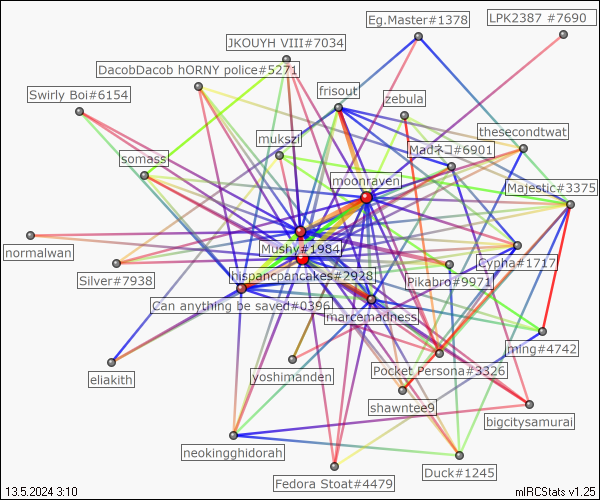 Eg.Master#1378
LPK2387 #7690
JKOUYH VIII#7034
DacobDacob hORNY police#5271
Swirly Boi#6154
frisout
zebula
thesecondtwat
mukszi
Madネコ#6901
somass
moonraven
Majestic#3375
normalwan
Mushy#1984
Cypha#1717
Silver#7938
hispancpancakes#2928
Pikabro#9971
Can anything be saved#0396
marcemadness
ming#4742
eliakith
yoshimanden
Pocket Persona#3326
shawntee9
bigcitysamurai
neokingghidorah
Duck#1245
Fedora Stoat#4479
13.5.2024 3:10
mIRCStats v1.25